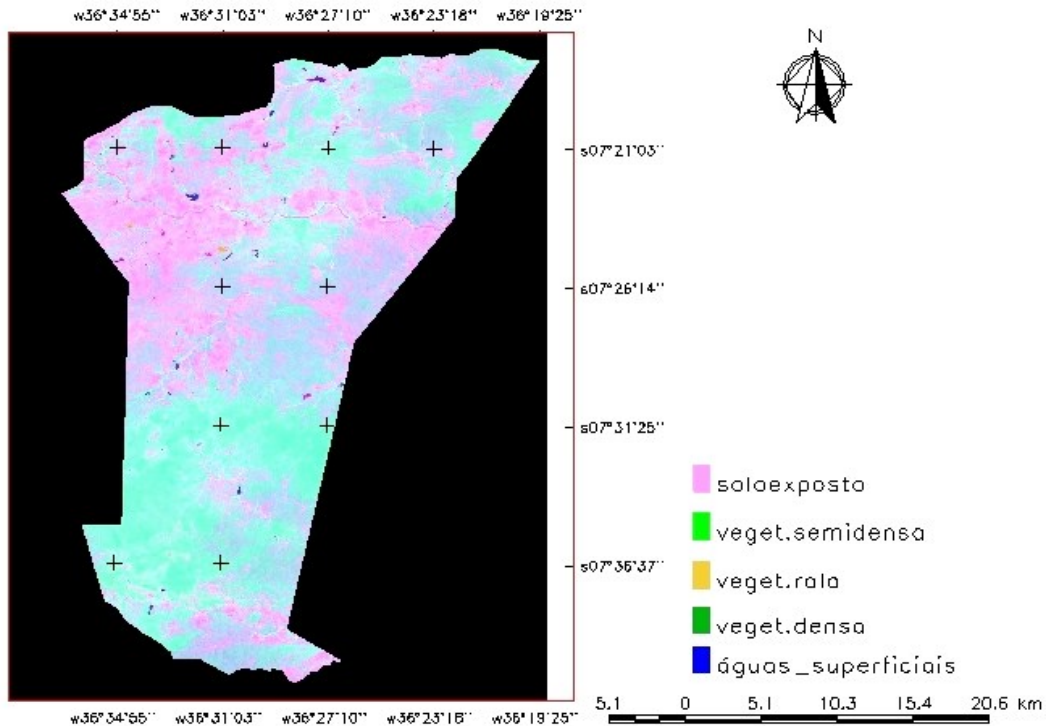 w36°34'55'' w36°31'03'' w36°27'10'' w36°23'18'' w36°19'25''
N
s07°21'03''
s07°26'14''
s07°31'25''
s07°36'37''
soloexposto
veget.semidensa
veget.rala
veget.densa
águas_superficiais
5.1 0 5.1 10.3 15.4 20.6 km
w36°34'55'' w36°31'03'' w36°27'10'' w36°23'18'' w36°19'25''